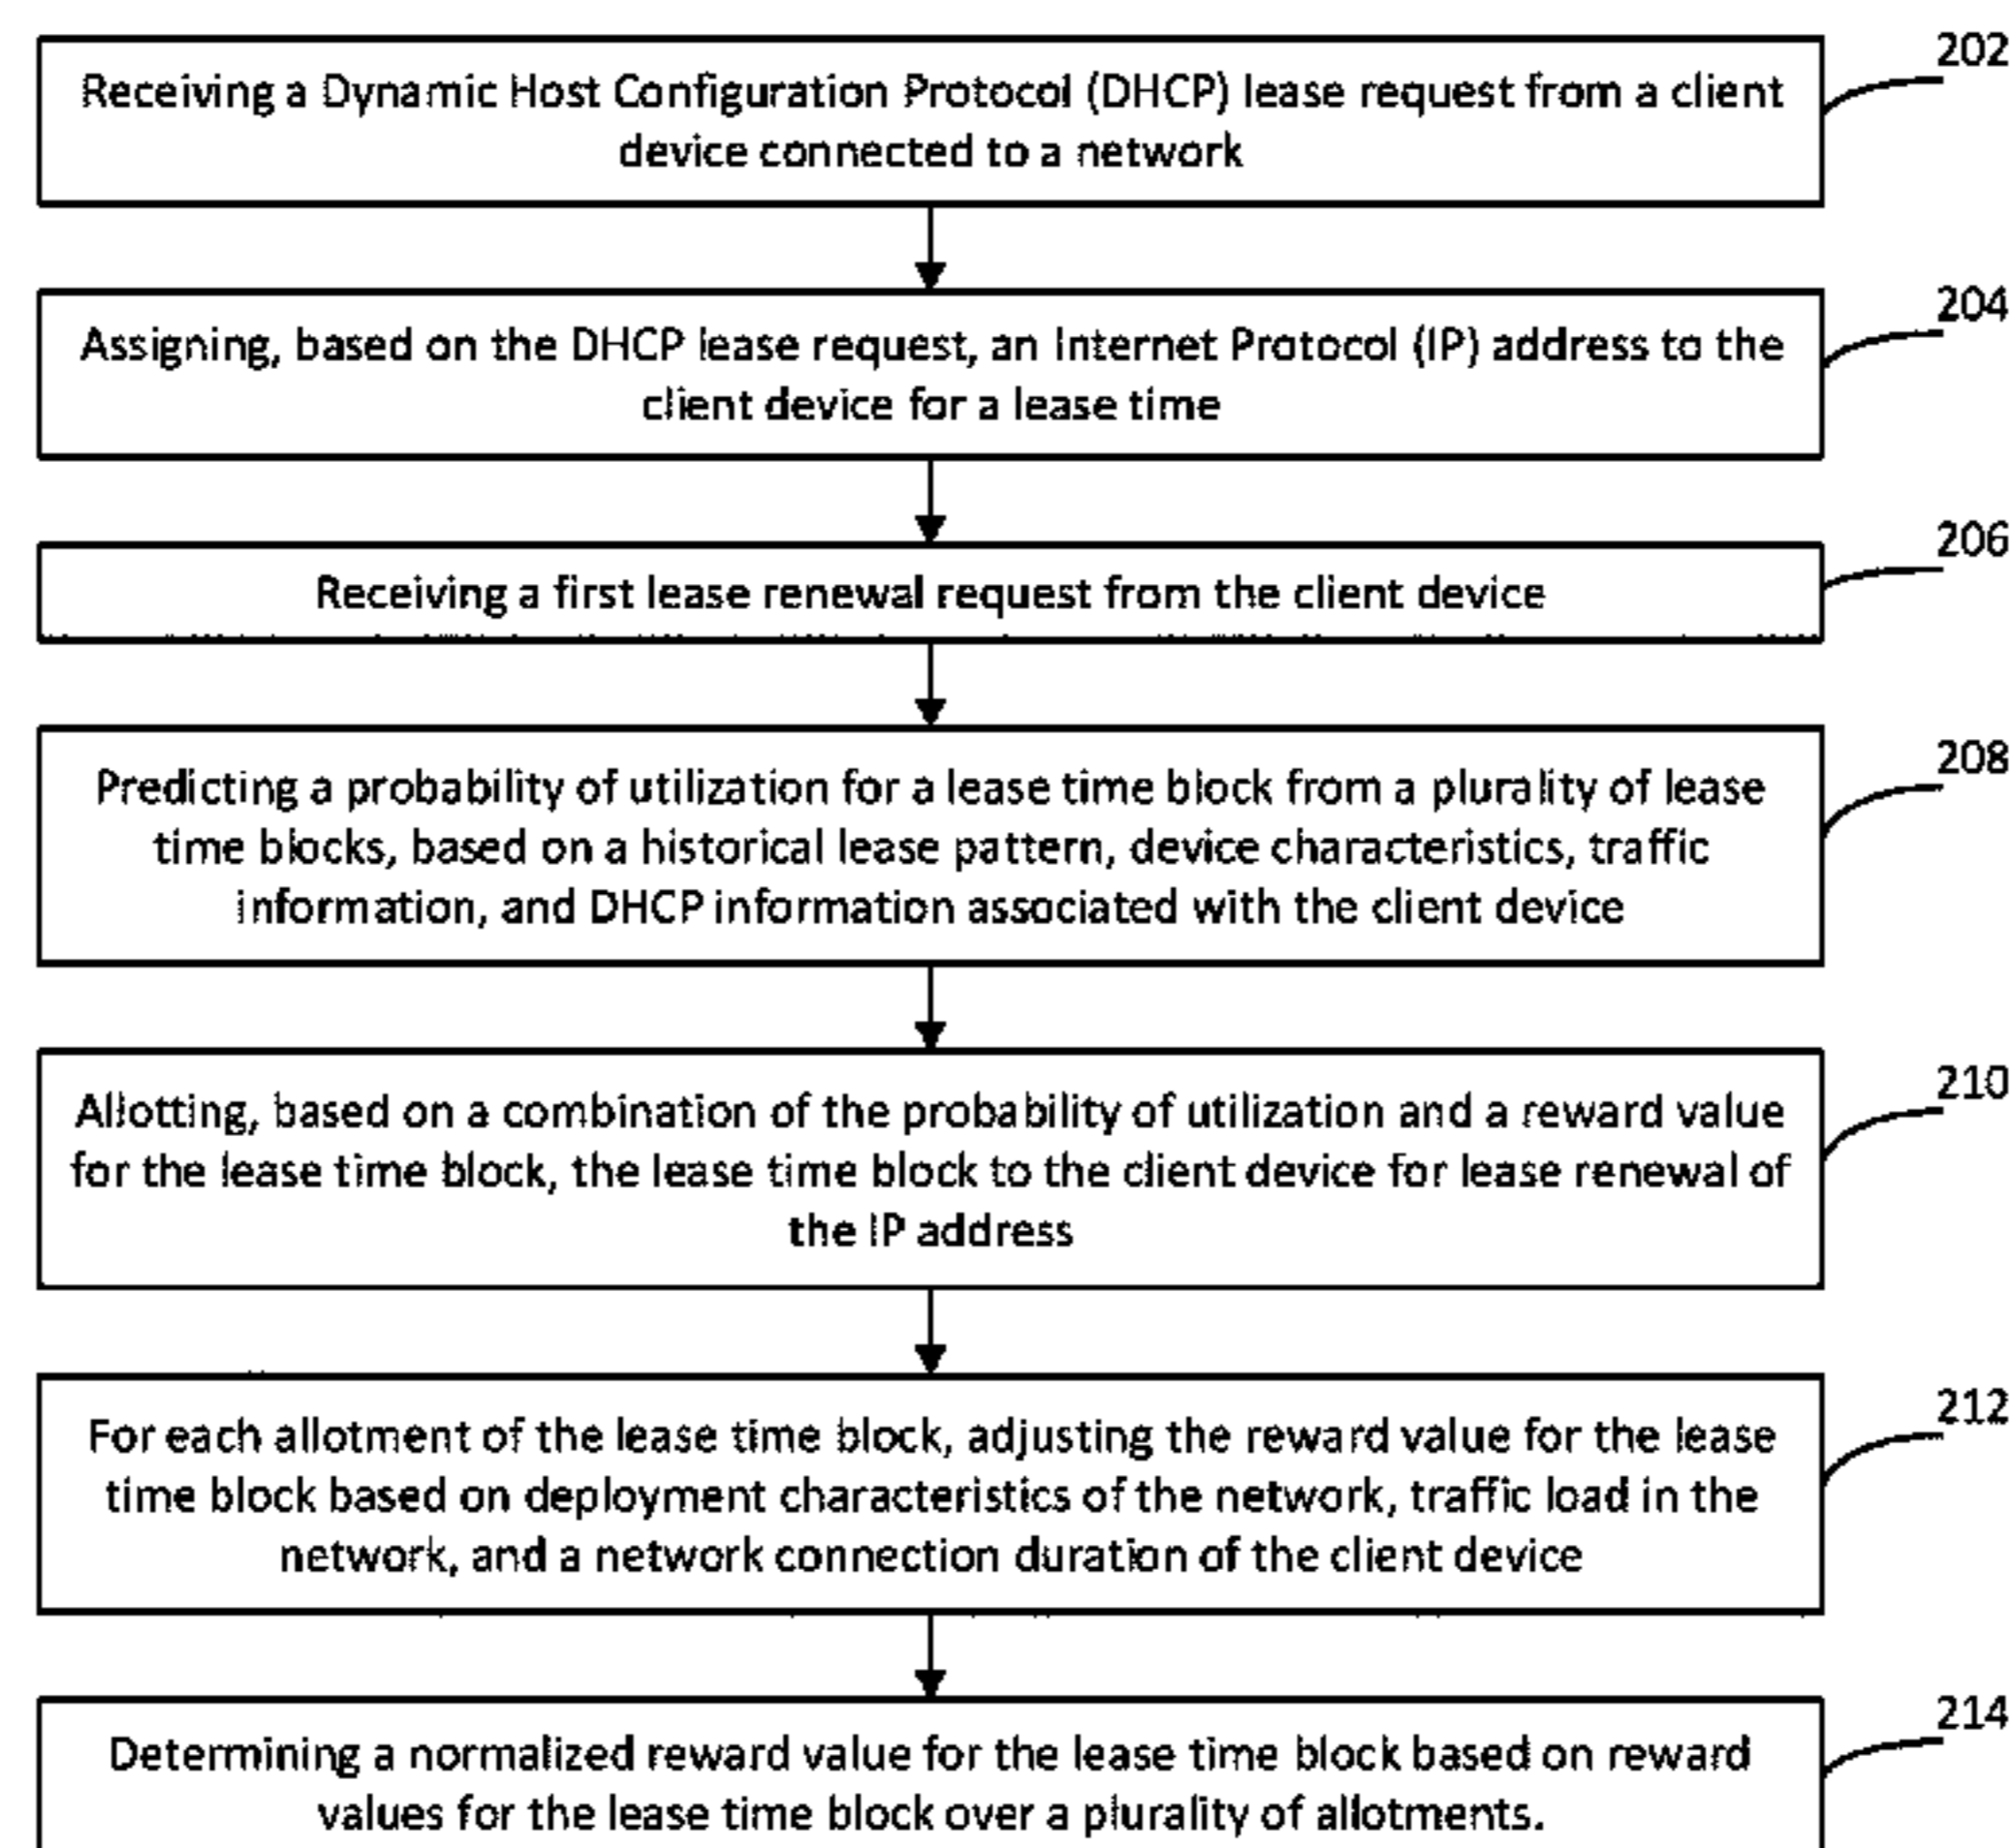 202
Receiving a Dynamic Host Configuration Protocol (DHCP) lease request from a client
device connected to a network
204
Assigning, based on the DHCP lease request, an Internet Protocol (IP) address to the
client device for a lease time
206
Receiving a first lease renewal request from the client device
208
Predicting a probability of utilization for a lease time block from a plurality of lease
time blocks, based on a historical lease pattern, device characteristics, traffic
information, and DHCP information associated with the client device
210
Allotting, based on a combination of the probability of utilization and a reward value
for the lease time block, the lease time block to the client device for lease renewal of
the IP address
212
For each allotment of the lease time block, adjusting the reward value for the lease
time block based on deployment characteristics of the network, traffic load in the
network, and a network connection duration of the client device
214
Determining a normalized reward value for the lease time block based on reward
values for the lease time block over a plurality of allotments.